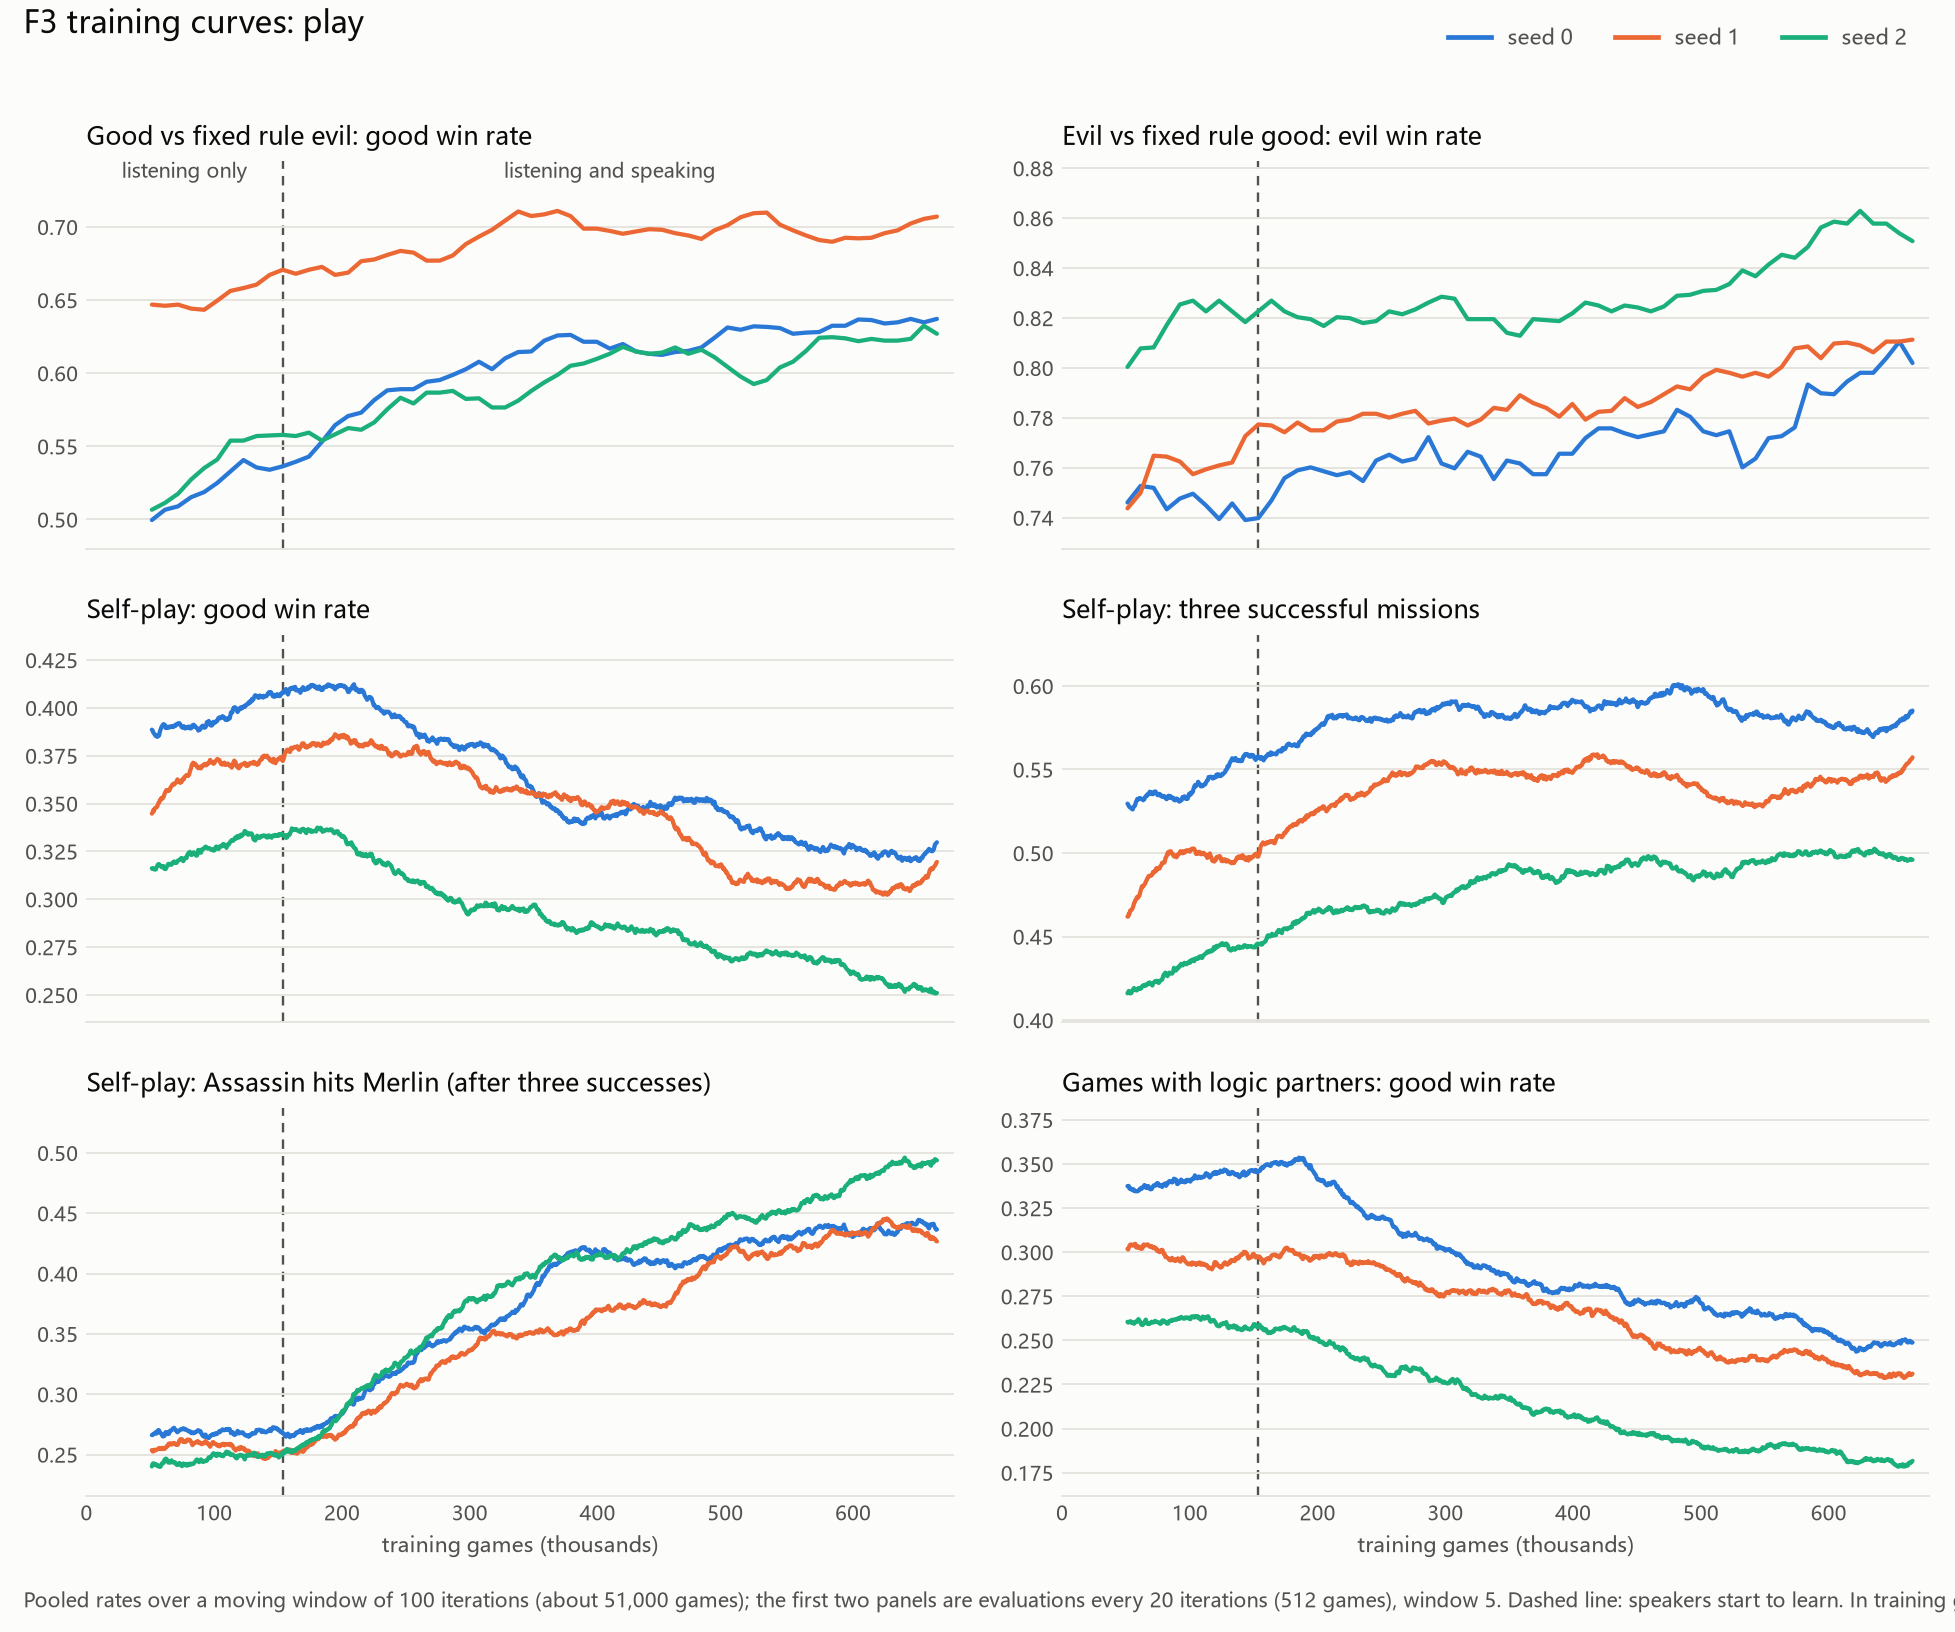 F3 training curves: play
seed 0
seed 1
seed 2
Good vs fixed rule evil: good win rate
listening only
listening and speaking
0.70
0.65
0.60
0.55
0.50
Evil vs fixed rule good: evil win rate
0.88
0.86
0.84
0.82
0.80
0.78
0.76
0.74
Self-play: good win rate
0.425
0.400
0.375
0.350
0.325
0.300
0.275
0.250
Self-play: three successful missions
0.60
0.55
0.50
0.45
0.40
Self-play: Assassin hits Merlin (after three successes)
0.50
0.45
0.40
0.35
0.30
0.25
0 100 200 300 400 500 600
training games (thousands)
Games with logic partners: good win rate
0.375
0.350
0.325
0.300
0.275
0.250
0.225
0.200
0.175
0 100 200 300 400 500 600
training games (thousands)
Pooled rates over a moving window of 100 iterations (about 51,000 games); the first two panels are evaluations every 20 iterations (512 games), window 5. Dashed line: speakers start to learn. In training